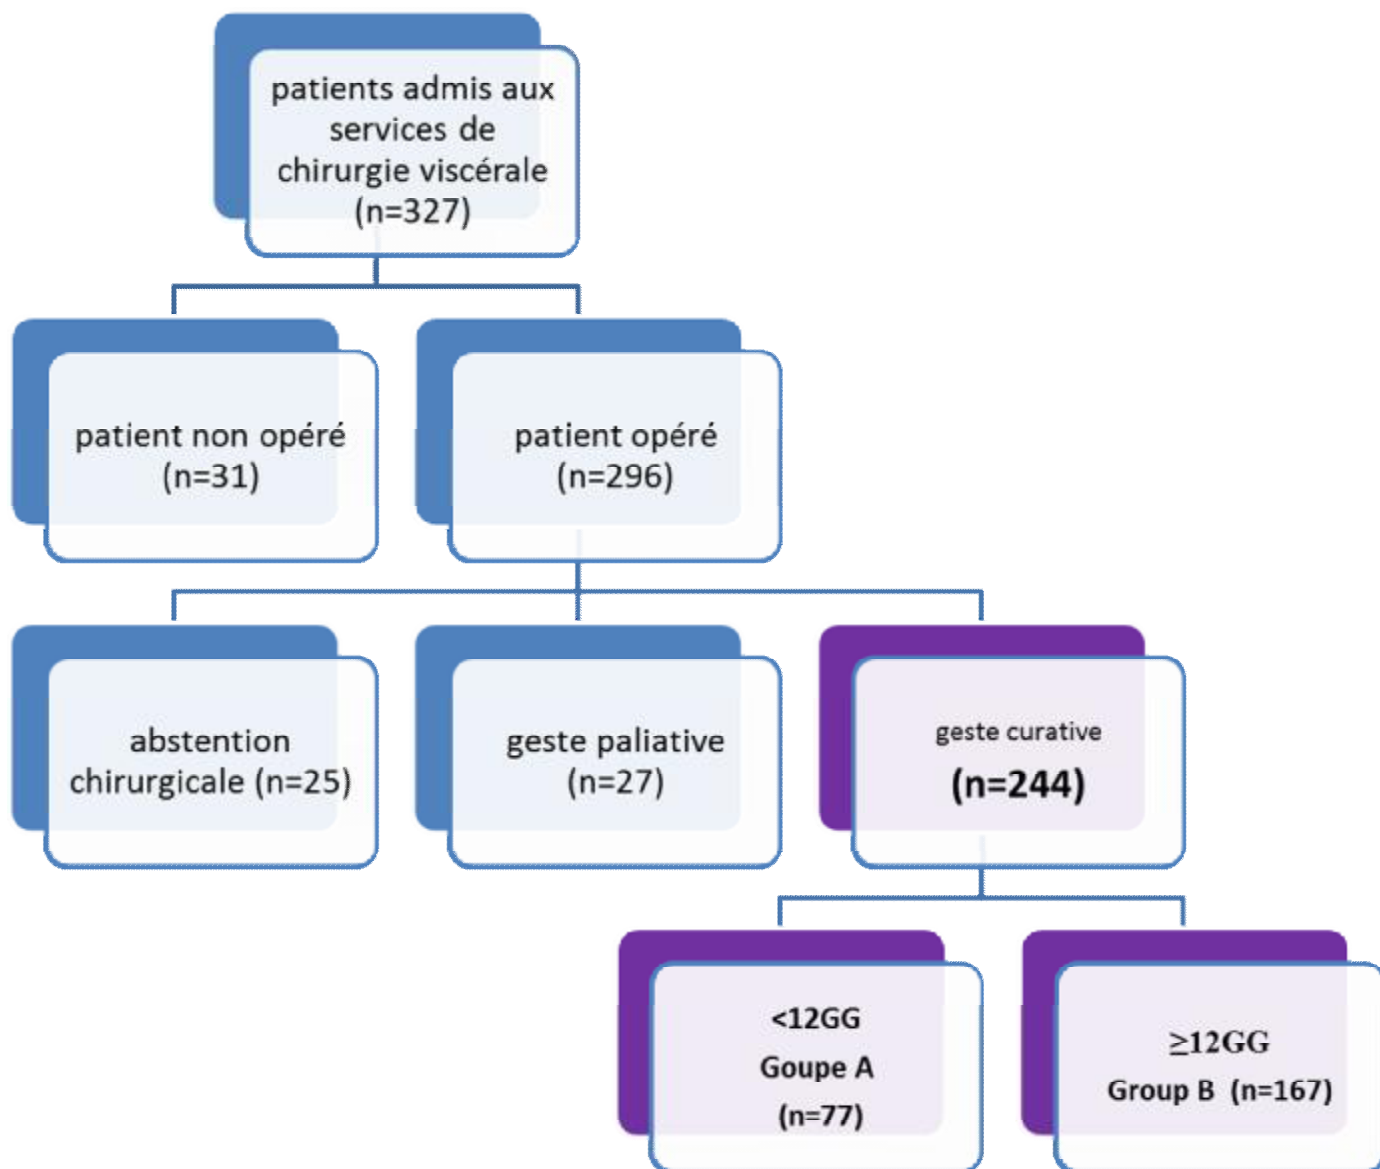 patients admis aux
services de
chirurgie viscérale
(n=327)
patient non opéré
(n=31)
patient opéré
(n=296)
abstention
chirurgicale (n=25)
geste paliative
(n=27)
geste curative
(n=244)
<12GG
Goupe A
(n=77)
≥12GG
Group B (n=167)